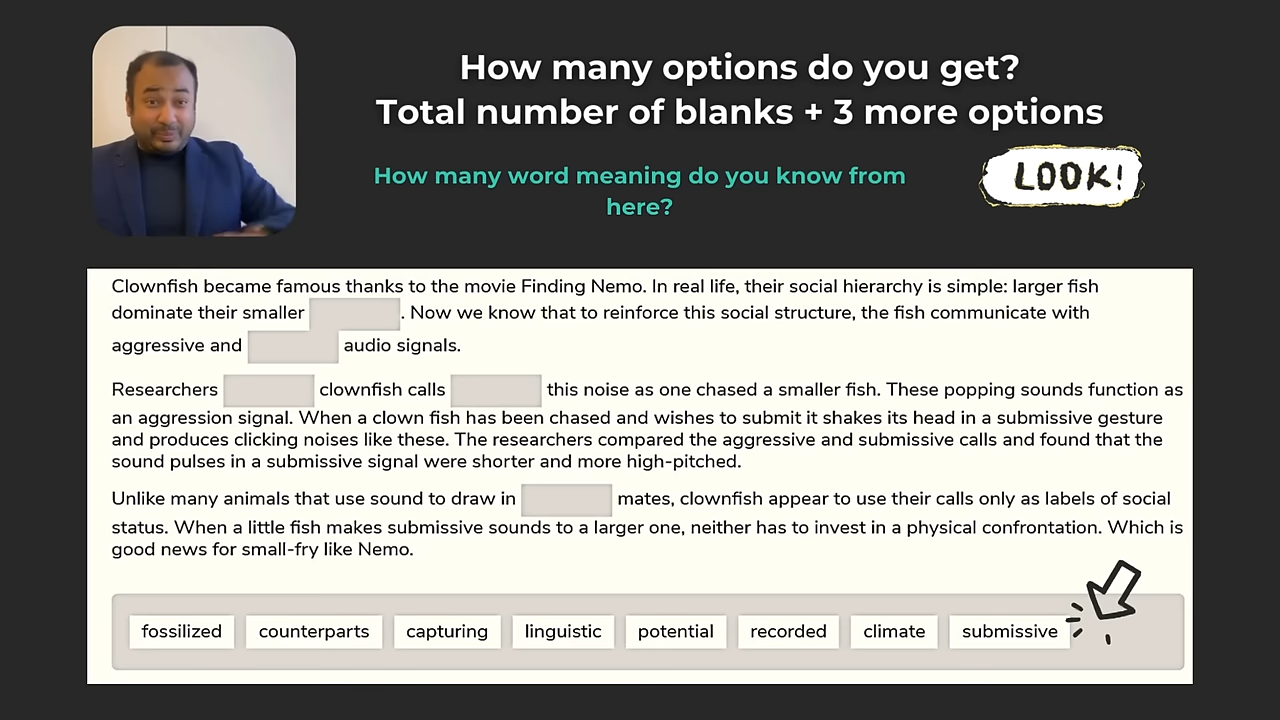 How many options do you get?
Total number of blanks + 3 more options
How many word meaning do you know from
here?
LOOK!
Clownfish became famous thanks to the movie Finding Nemo. In real life, their social hierarchy is simple: larger fish
dominate their smaller . Now we know that to reinforce this social structure, the fish communicate with
aggressive and audio signals.
Researchers clownfish calls this noise as one chased a smaller fish. These popping sounds function as
an aggression signal. When a clown fish has been chased and wishes to submit it shakes its head in a submissive gesture
and produces clicking noises like these. The researchers compared the aggressive and submissive calls and found that the
sound pulses in a submissive signal were shorter and more high-pitched.
Unlike many animals that use sound to draw in mates, clownfish appear to use their calls only as labels of social
status. When a little fish makes submissive sounds to a larger one, neither has to invest in a physical confrontation. Which is
good news for small-fry like Nemo.
fossilized counterparts capturing linguistic potential recorded climate submissive